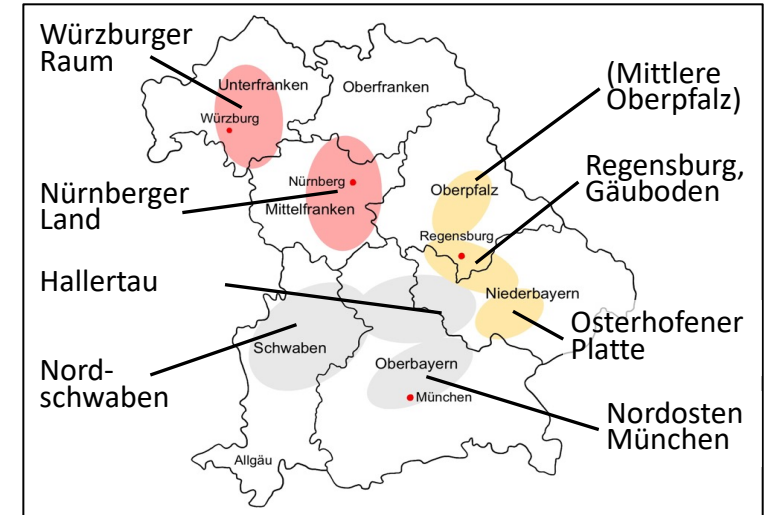 Würzburger
Raum
Unterfranken
Oberfranken
(Mittlere
Oberpfalz)
Würzburg
Nürnberger
Land
Nürnberg
Mittelfranken
Oberpfalz
Regensburg,
Gäuboden
Regensburg
Hallertau
Niederbayern
Osterhofener
Platte
Schwaben
Oberbayern
Nord-
schwaben
München
Nordosten
München
Allgäu